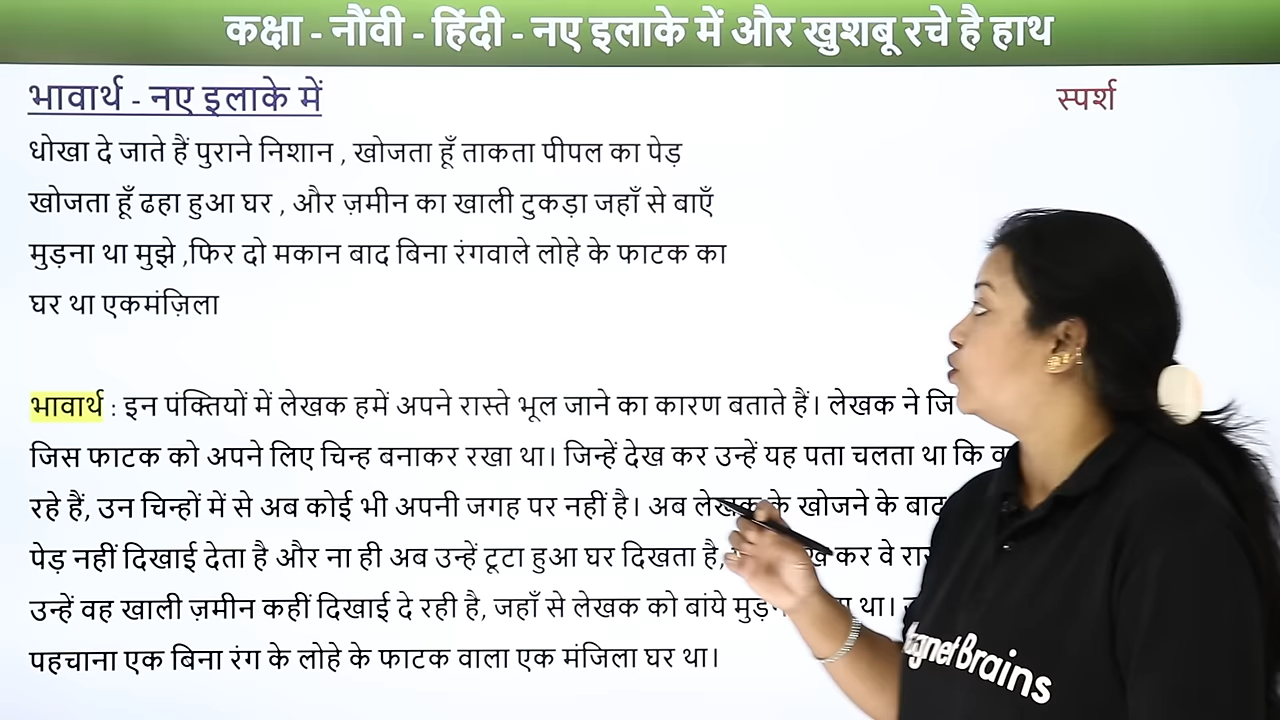 कक्षा - नौंवी - हिंदी - नए इलाके में और खुशबू रचे है हाथ
भावार्थ - नए इलाके में
स्पर्श
धोखा दे जाते हैं पुराने निशान , खोजता हूँ ताकता पीपल का पेड़
खोजता हूँ ढहा हुआ घर , और ज़मीन का खाली टुकड़ा जहाँ से बाएँ
मुड़ना था मुझे ,फिर दो मकान बाद बिना रंगवाले लोहे के फाटक का
घर था एकमंज़िला
भावार्थ : इन पंक्तियों में लेखक हमें अपने रास्ते भूल जाने का कारण बताते हैं। लेखक ने
जिस फाटक को अपने लिए चिन्ह बनाकर रखा था। जिन्हें देख कर उन्हें यह पता चलता था कि
रहे हैं, उन चिन्हों में से अब कोई भी अपनी जगह पर नहीं है। अब लेखक के खोजने के बाद
पेड़ नहीं दिखाई देता है और ना ही अब उन्हें टूटा हुआ घर दिखता है, कर वे
उन्हें वह खाली ज़मीन कहीं दिखाई दे रही है, जहाँ से लेखक को बांये था।
पहचाना एक बिना रंग के लोहे के फाटक वाला एक मंजिला घर था।
Brains